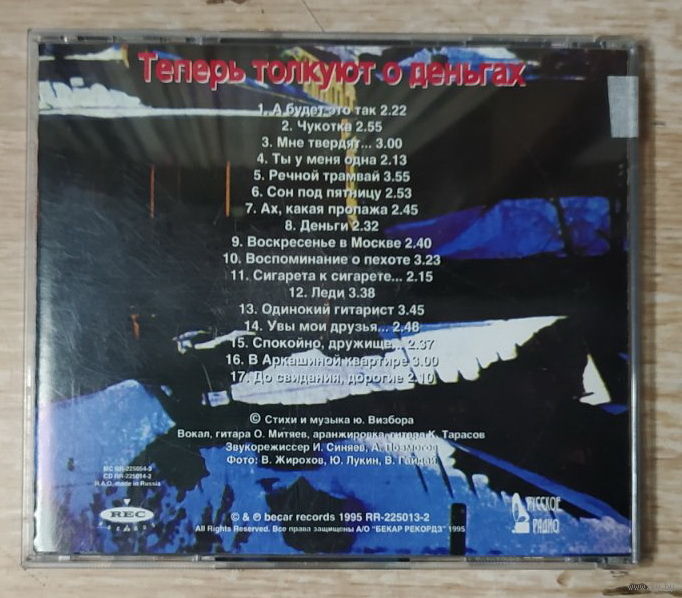 Теперь толкуют о деньгах
1. А будет это так 2.22
2. Чукотка 2.55
3. Мне твердят... 3.00
4. Ты у меня одна 2.13
5. Речной трамвай 3.55
6. Сон под пятницу 2.53
7. Ах, какая пропажа 2.45
8. Деньги 2.32
9. Воскресенье в Москве 2.40
10. Воспоминание о пехоте 3.23
11. Сигарета к сигарете... 2.15
12. Леди 3.38
13. Одинокий гитарист 3.45
14. Увы мои друзья... 2.48
15. Спокойно, дружище... 2.37
16. В Аркашиной квартире 3.00
17. До свидания, дорогие 2.10
© Стихи и музыка ю. Визбора
Вокал, гитара О. Митяев, аранжировка, гитара К. Тарасов
Звукорежиссер И. Синяев, А.
Фото: В. Жирохов, Ю. Лукин, В. Гайдай
MC RR-225054-3
CD RR-225014-2
R.A.O. made in Russia
REC
RECORDS
РУССКОЕ
РАДИО
© & ℗ becar records 1995 RR-225013-2
All Rights Reserved. Все права защищены А/О "БЕКАР РЕКОРДЗ" 1995